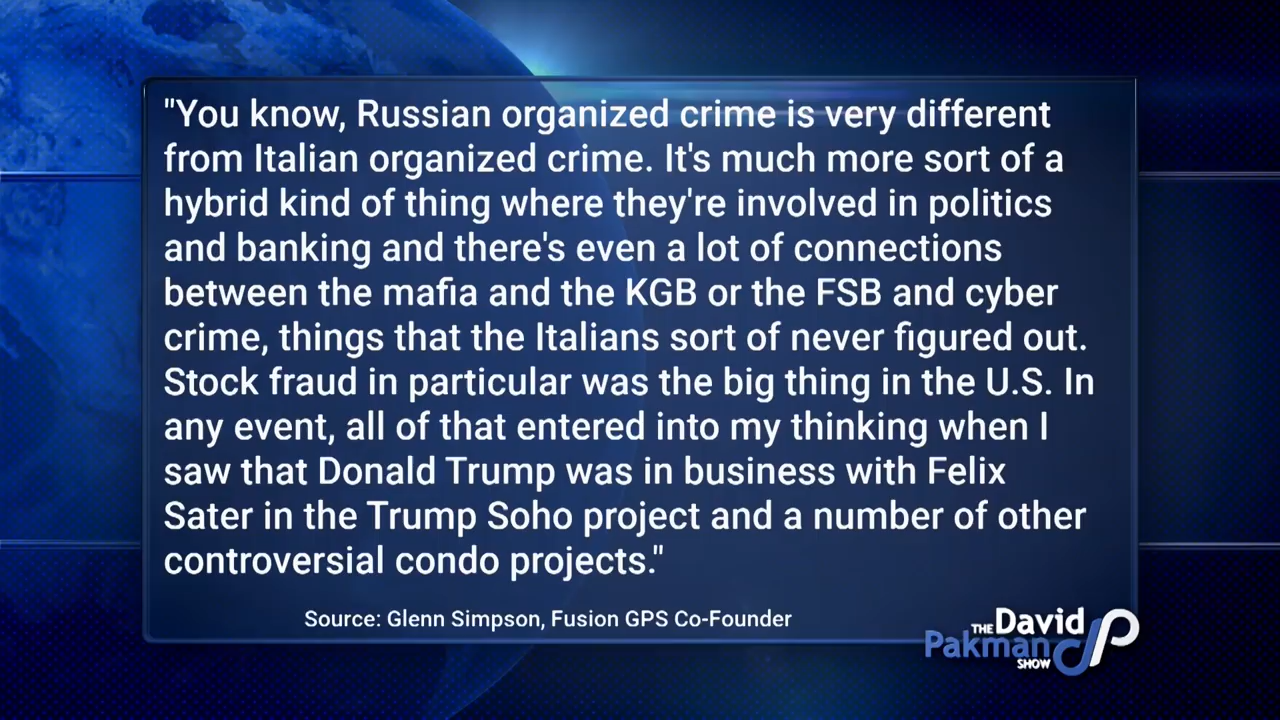 "You know, Russian organized crime is very different
from Italian organized crime. It's much more sort of a
hybrid kind of thing where they're involved in politics
and banking and there's even a lot of connections
between the mafia and the KGB or the FSB and cyber
crime, things that the Italians sort of never figured out.
Stock fraud in particular was the big thing in the U.S. In
any event, all of that entered into my thinking when I
saw that Donald Trump was in business with Felix
Sater in the Trump Soho project and a number of other
controversial condo projects."
Source: Glenn Simpson, Fusion GPS Co-Founder
THE David
Pakman
SHOW